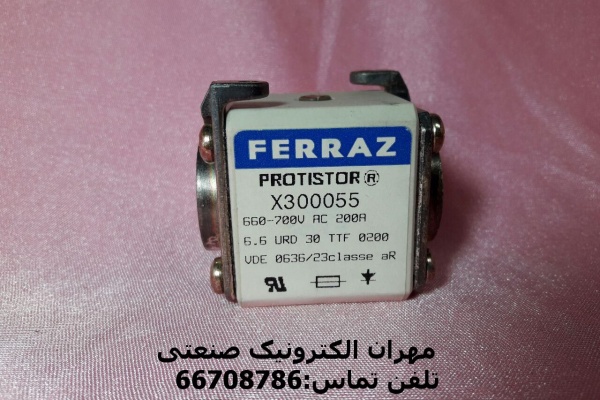 FERRAZ
PROTISTOR®
X300055
660-700V AC 200A
6.6 URD 30 TTF 0200
VDE 0636/23classe aR
مهران الکترونیک صنعتی
تلفن تماس:66708786